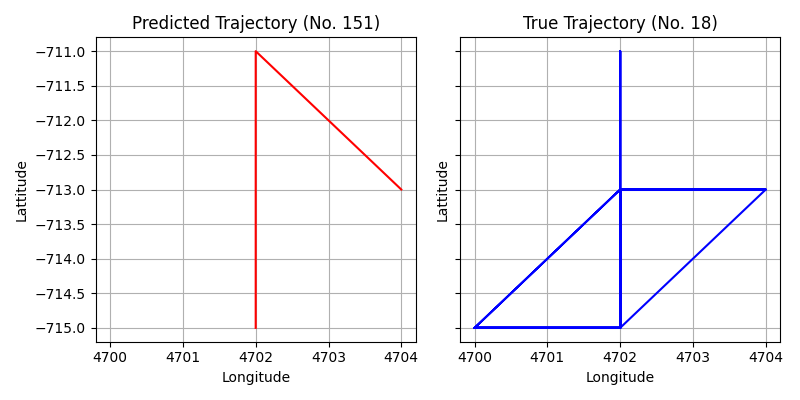 Predicted Trajectory (No. 151)
−711.0
−711.5
−712.0
−712.5
−713.0
−713.5
−714.0
−714.5
−715.0
Lattitude
4700 4701 4702 4703 4704
Longitude
True Trajectory (No. 18)
Lattitude
4700 4701 4702 4703 4704
Longitude